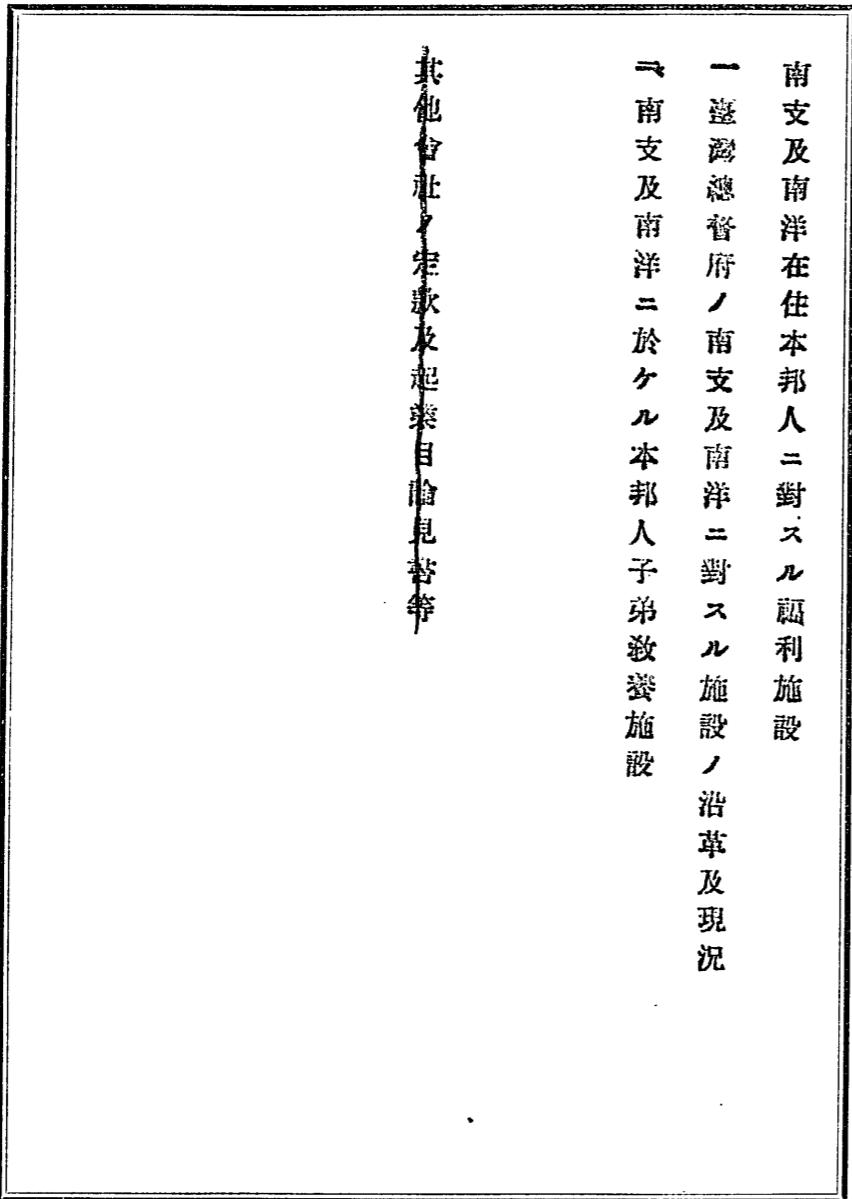 南支及南洋在住本邦人ニ對スル福利施設
一臺灣總督府ノ南支及南洋ニ對スル施設ノ沿革及現況
二、南支及南洋ニ於ケル本邦人子弟敎養施設
其他會社ノ定款及起業目論見書等